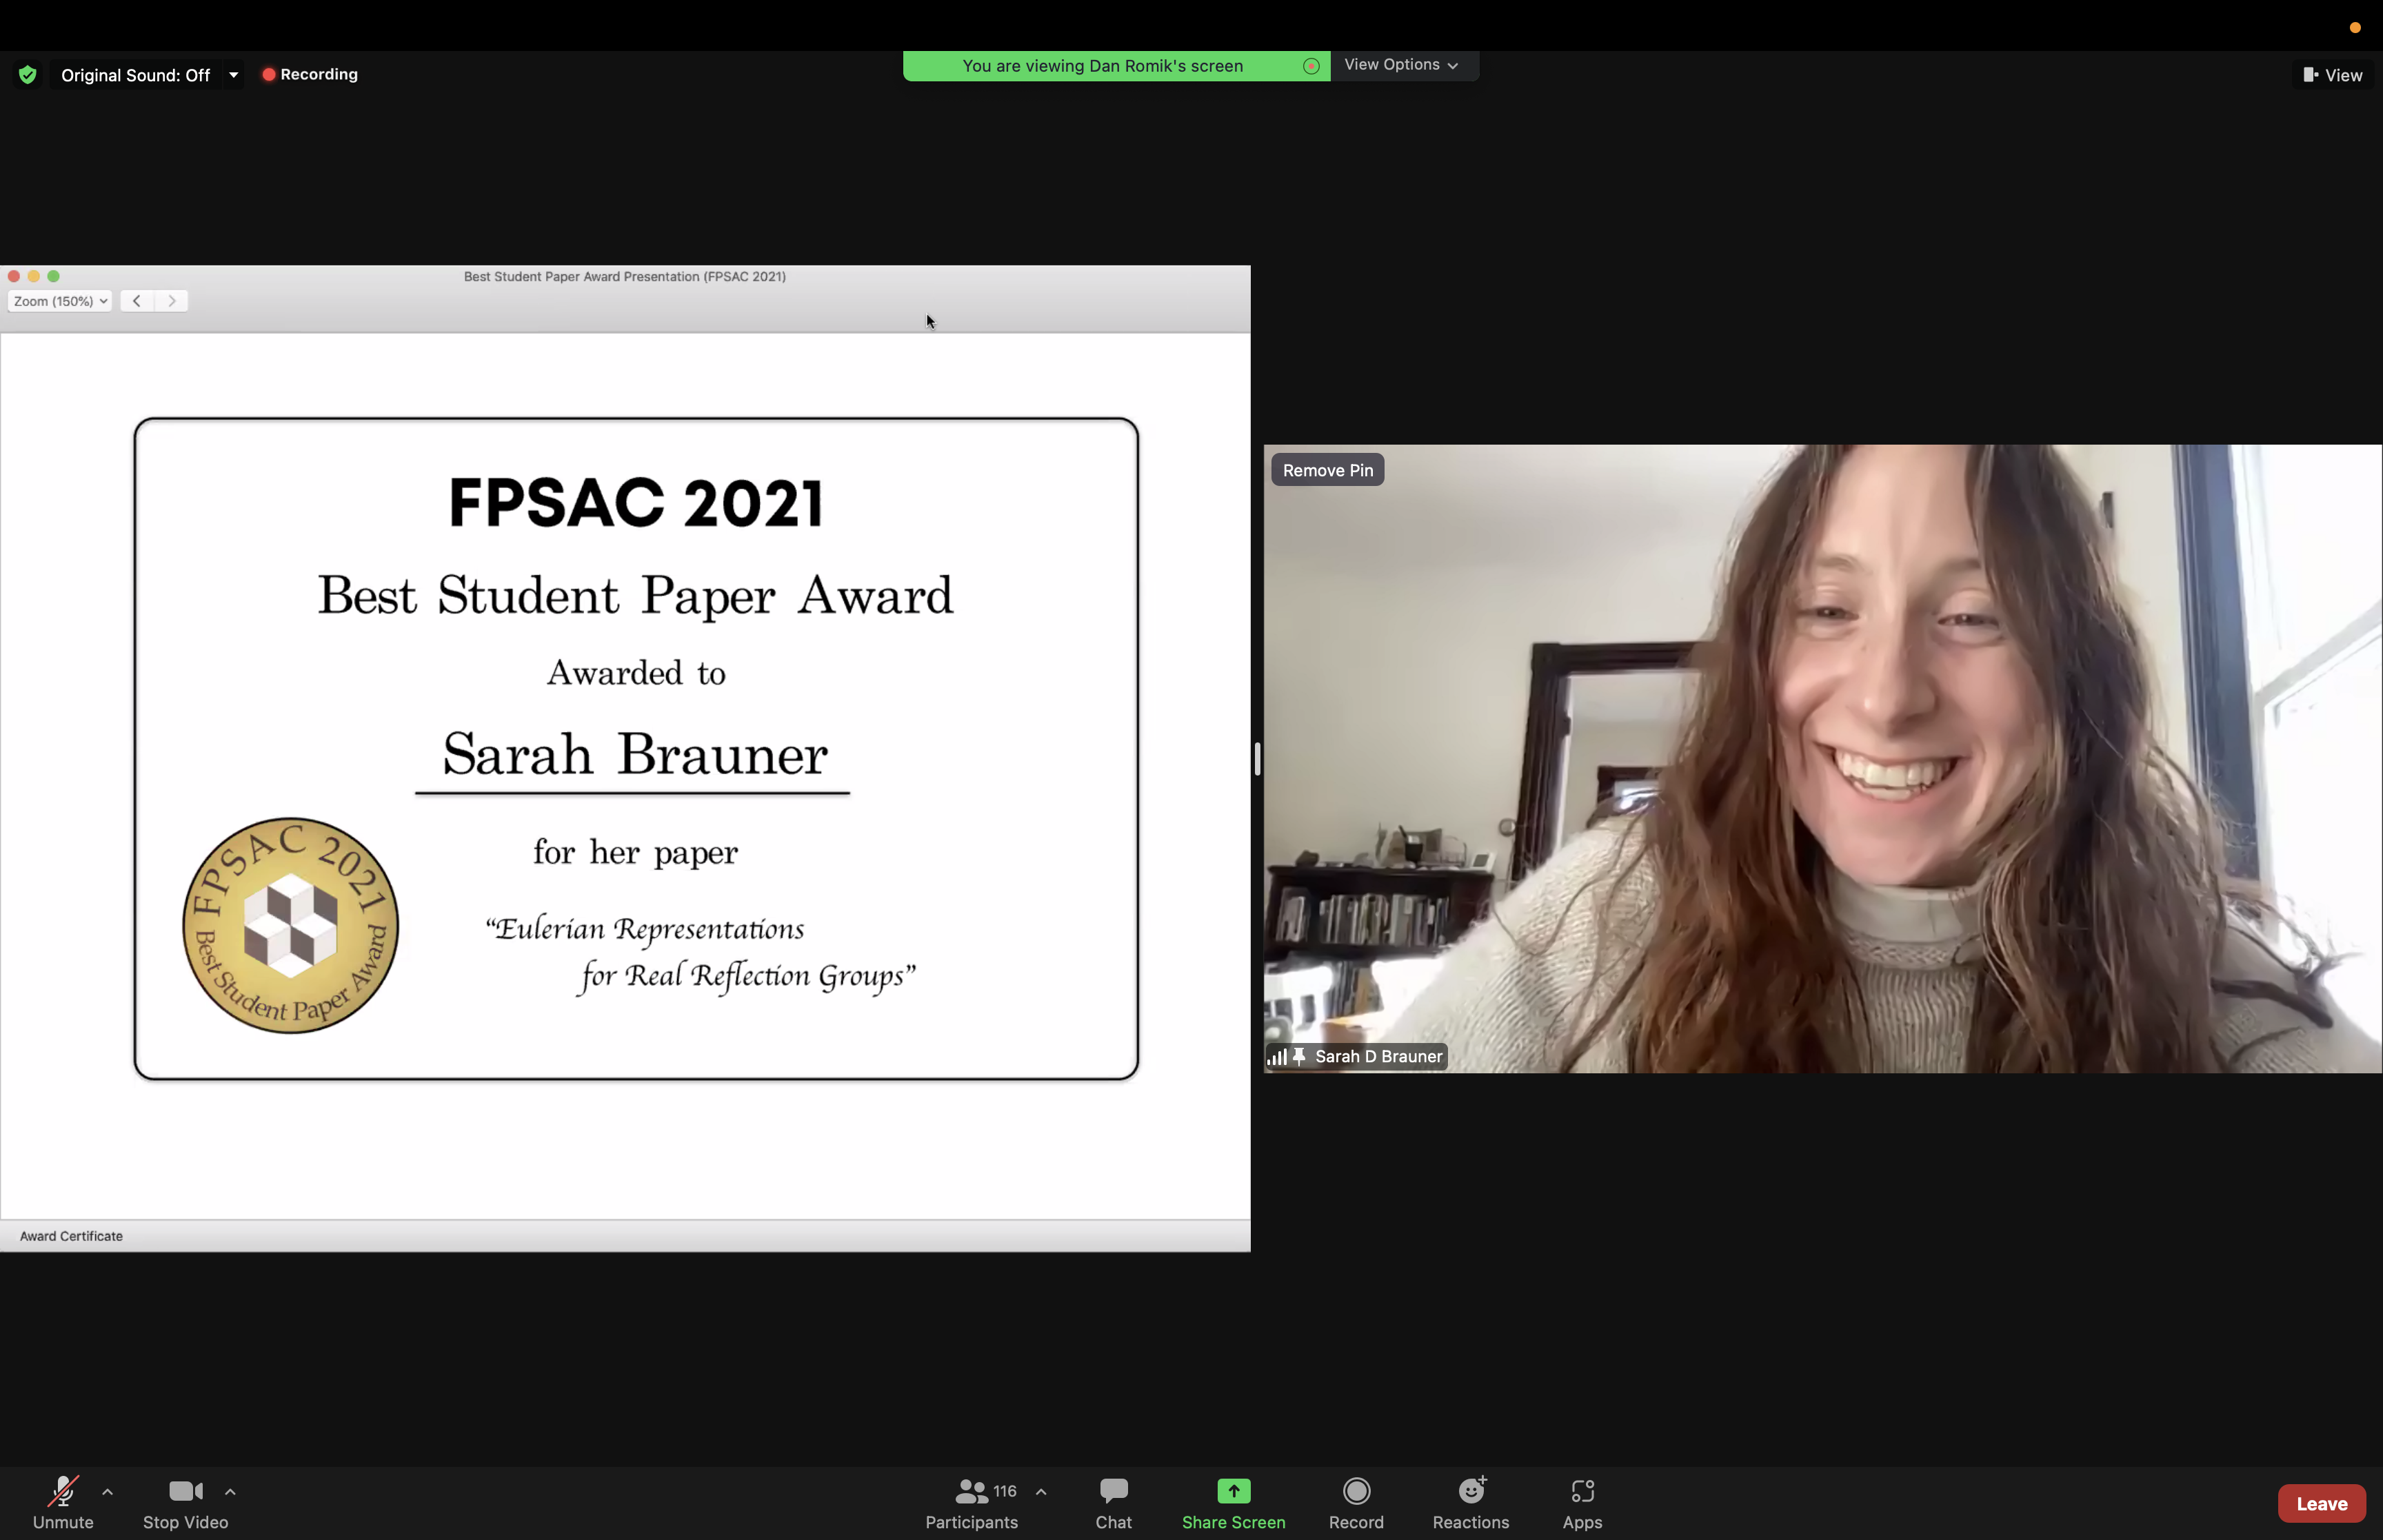 Original Sound: Off
Recording
You are viewing Dan Romik's screen
View Options
View
Best Student Paper Award Presentation (FPSAC 2021)
Zoom (150%)
FPSAC 2021
Best Student Paper Award
Awarded to
Sarah Brauner
for her paper
“Eulerian Representations
for Real Reflection Groups”
FPSAC 2021
Best Student Paper Award
Award Certificate
Remove Pin
Sarah D Brauner
Unmute
Stop Video
116
Participants
Chat
Share Screen
Record
Reactions
Apps
Leave